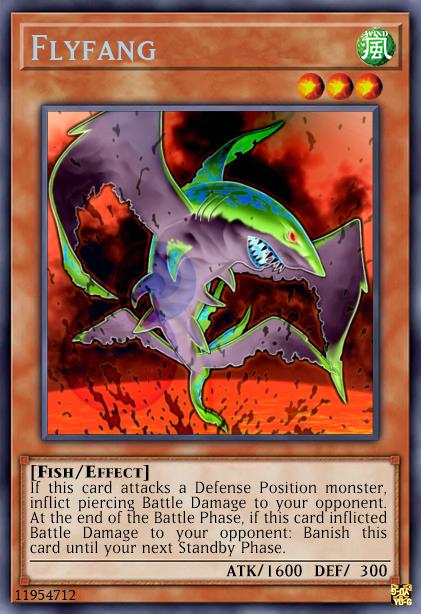 FLYFANG
WIND
風
[FISH/EFFECT]
If this card attacks a Defense Position monster,
inflict piercing Battle Damage to your opponent.
At the end of the Battle Phase, if this card inflicted
Battle Damage to your opponent: Banish this
card until your next Standby Phase.
ATK/1600 DEF/ 300
11954712